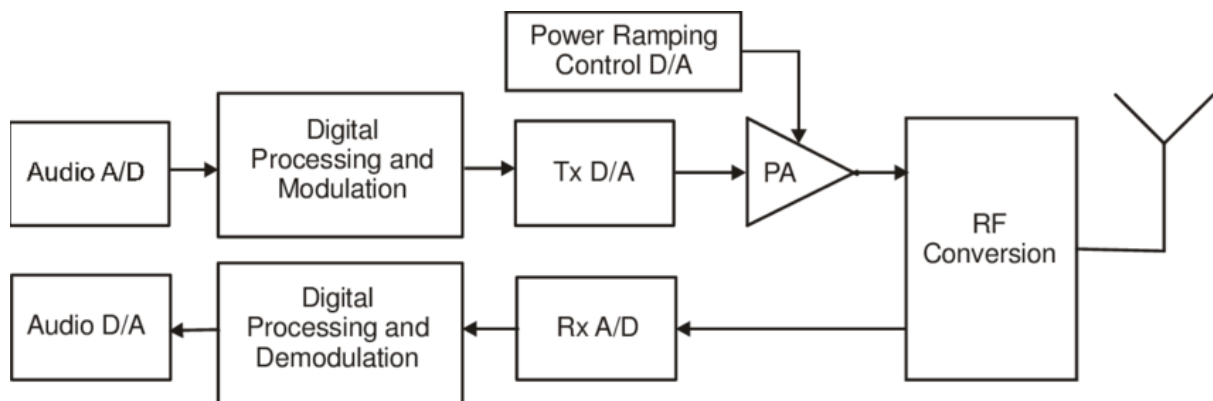 Power Ramping
Control D/A
Audio A/D
Digital
Processing and
Modulation
Tx D/A
PA
RF
Conversion
Audio D/A
Digital
Processing and
Demodulation
Rx A/D